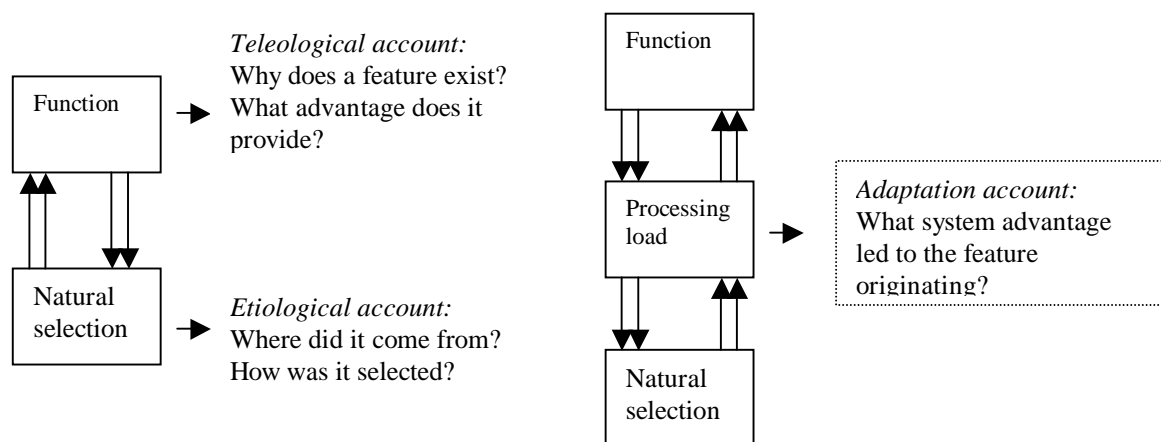 Function
Teleological account:
Why does a feature exist?
What advantage does it
provide?
Natural
selection
Etiological account:
Where did it come from?
How was it selected?
Function
Processing
load
Adaptation account:
What system advantage
led to the feature
originating?
Natural
selection